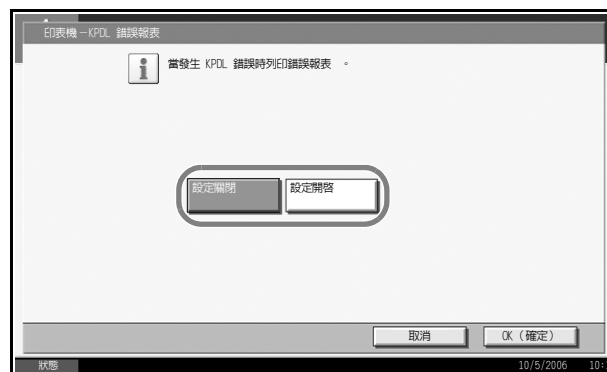 印表機－KPDL 錯誤報表
當發生 KPDL 錯誤時列印錯誤報表 。
設定關閉 設定開啓
取消 OK（確定）
狀態 10/5/2006 10: